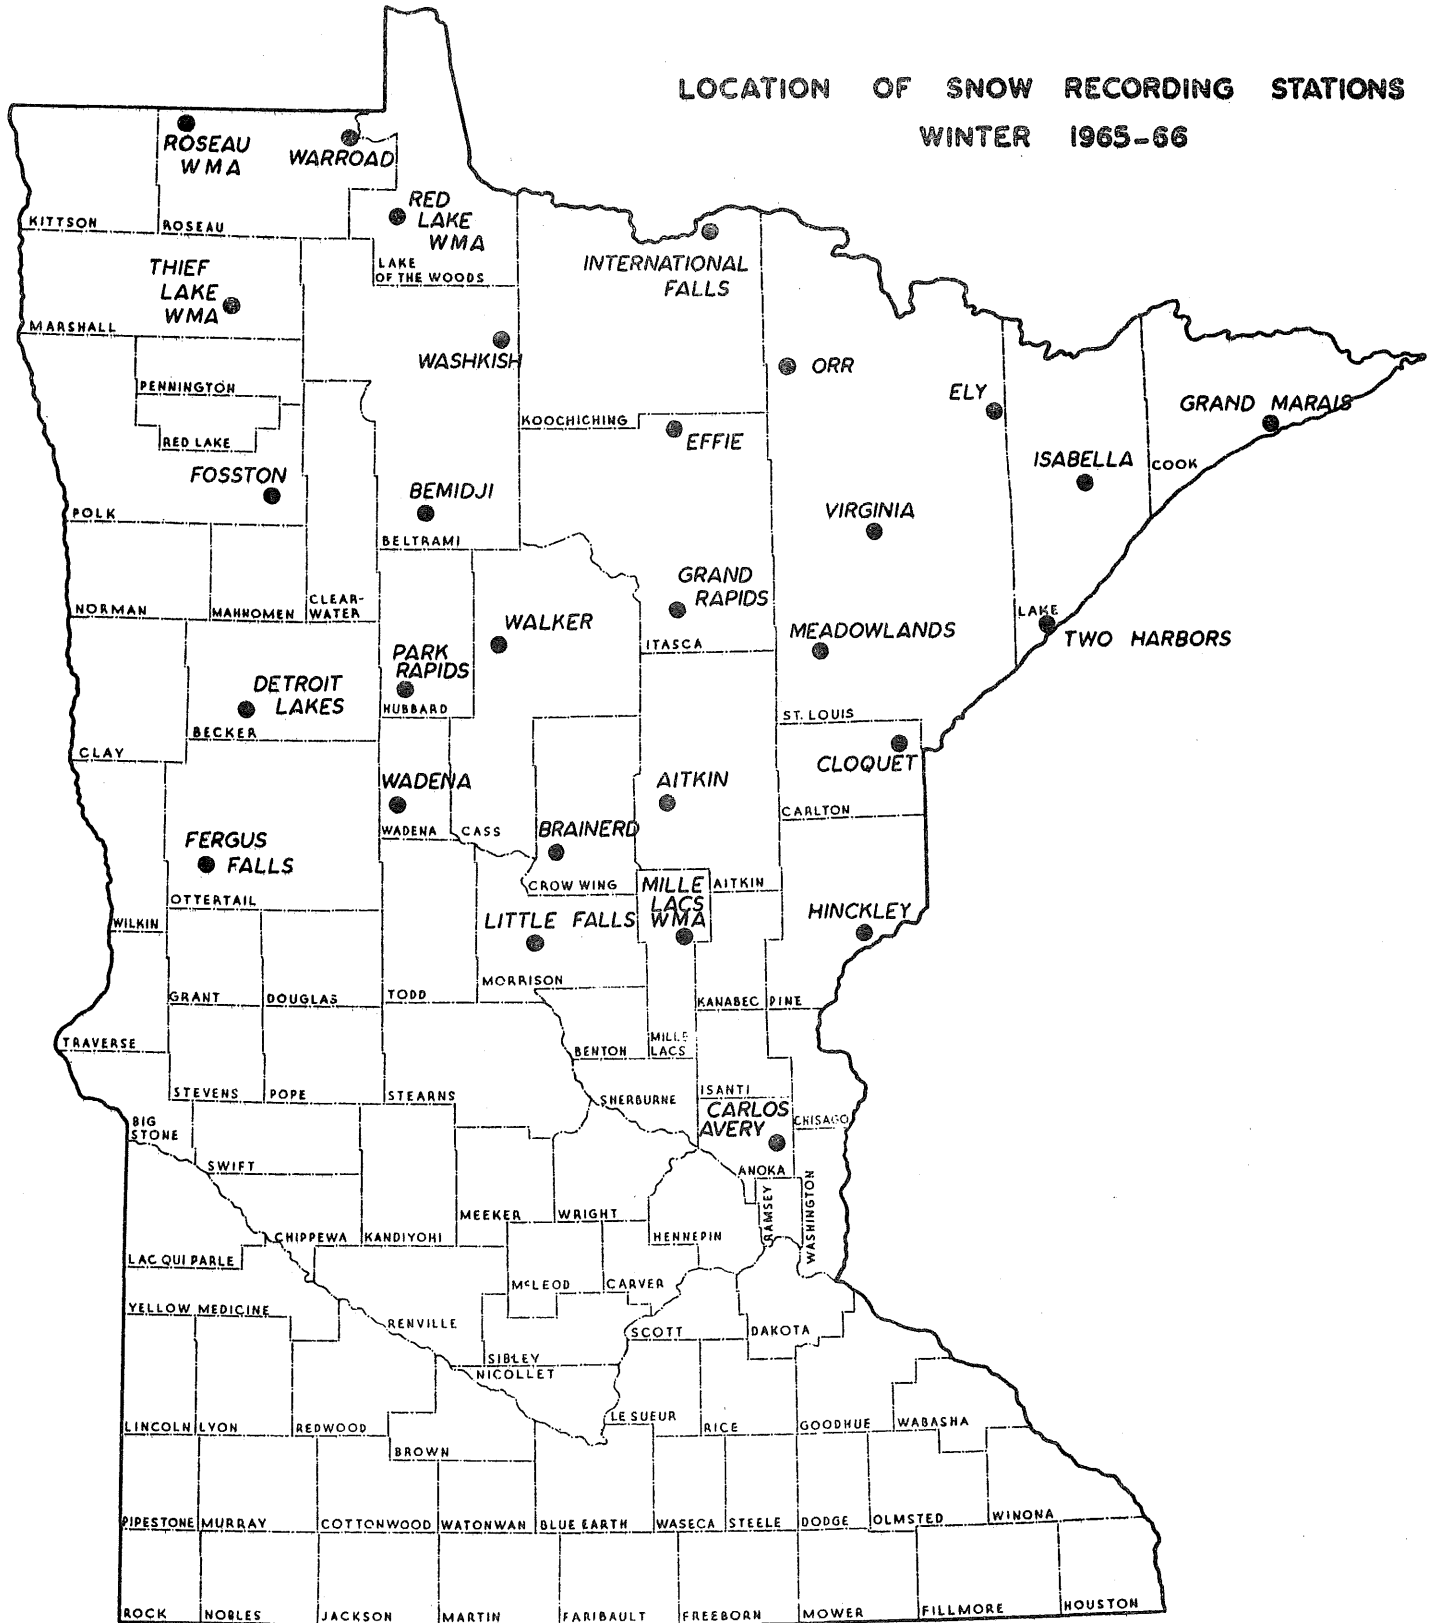 LOCATION OF SNOW RECORDING STATIONS
WINTER 1965-66
ROSEAU
WMA
WARROAD
RED
LAKE
WMA
KITTSON
ROSEAU
LAKE
OF THE WOODS
INTERNATIONAL
FALLS
THIEF
LAKE
WMA
MARSHALL
WASHKISH
ORR
PENNINGTON
ELY
GRAND MARAIS
KOOCHICHING
EFFIE
RED LAKE
FOSSTON
ISABELLA
COOK
BEMIDJI
POLK
VIRGINIA
BELTRAMI
GRAND
RAPIDS
NORMAN
MAHNOMEN
CLEAR-
WATER
WALKER
LAKE
TWO HARBORS
ITASCA
MEADOWLANDS
PARK
RAPIDS
DETROIT
LAKES
HUBBARD
ST. LOUIS
BECKER
CLAY
CLOQUET
WADENA
AITKIN
CARLTON
WADENA
CASS
BRAINERD
FERGUS
FALLS
CROW WING
MILLE
LACS
WMA
AITKIN
OTTERTAIL
HINCKLEY
WILKIN
LITTLE FALLS
MORRISON
GRANT
DOUGLAS
TODD
KANABEC
PINE
TRAVERSE
BENTON
MILLE
LACS
STEVENS
POPE
STEARNS
SHERBURNE
ISANTI
CARLOS
AVERY
CHISAGO
BIG
STONE
SWIFT
ANOKA
RAMSEY
WASHINGTON
MEEKER
WRIGHT
CHIPPEWA
KANDIYOHI
HENNEPIN
LAC QUI PARLE
McLEOD
CARVER
YELLOW MEDICINE
RENVILLE
SCOTT
DAKOTA
SIBLEY
NICOLLET
LINCOLN
LYON
REDWOOD
LE SUEUR
RICE
GOODHUE
WABASHA
BROWN
PIPESTONE
MURRAY
COTTONWOOD
WATONWAN
BLUE EARTH
WASECA
STEELE
DODGE
OLMSTED
WINONA
ROCK
NOBLES
JACKSON
MARTIN
FARIBAULT
FREEBORN
MOWER
FILLMORE
HOUSTON